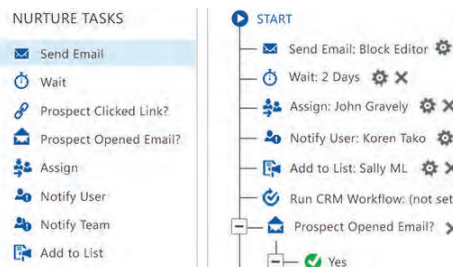 NURTURE TASKS
Send Email
Wait
Prospect Clicked Link?
Prospect Opened Email?
Assign
Notify User
Notify Team
Add to List
START
Send Email: Block Editor
Wait: 2 Days
Assign: John Gravely
Notify User: Koren Tako
Add to List: Sally ML
Run CRM Workflow: (not set
Prospect Opened Email?
Yes